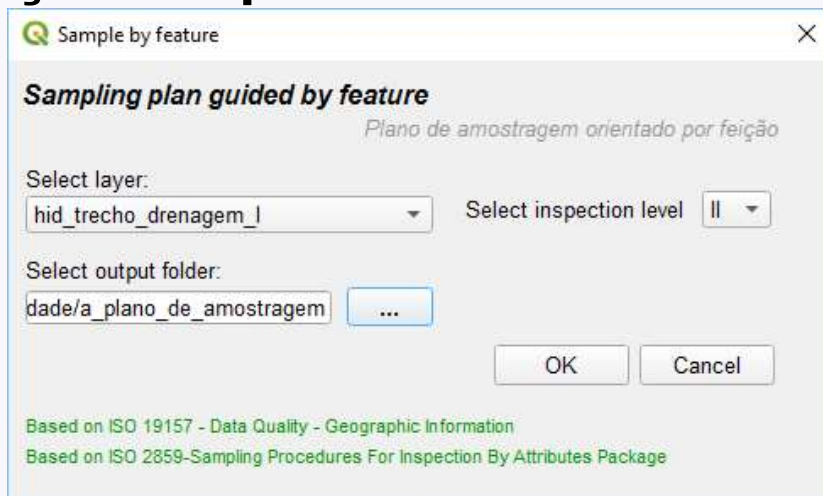 Sample by feature
Sampling plan guided by feature
Plano de amostragem orientado por feição
Select layer:
hid_trecho_drenagem_l
Select inspection level II
Select output folder:
dade/a_plano_de_amostragem ...
OK Cancel
Based on ISO 19157 - Data Quality - Geographic Information
Based on ISO 2859-Sampling Procedures For Inspection By Attributes Package